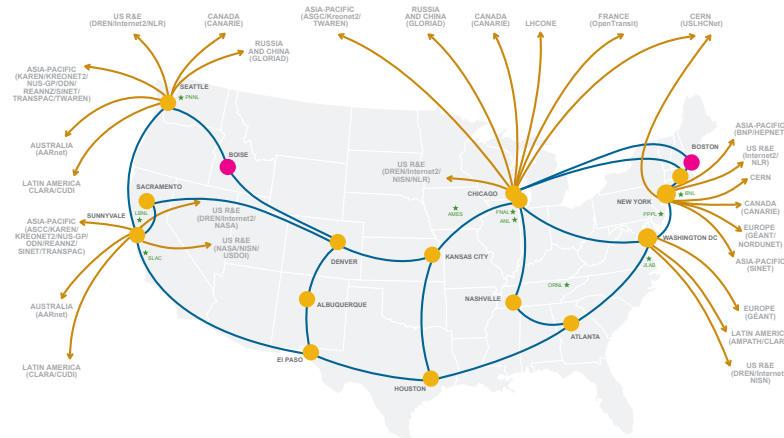 US R&E
(DREN/Internet2/NLR)
CANADA
(CANARIE)
RUSSIA
AND CHINA
(GLORIAD)
ASIA-PACIFIC
(ASGC/Kreonet2/
TWAREN)
RUSSIA
AND CHINA
(GLORIAD)
CANADA
(CANARIE)
LHCONE
FRANCE
(OpenTransit)
CERN
(USLHCNet)
ASIA-PACIFIC
(KAREN/KREONET2/
NUS-GP/ODN/
REANNZ/SINET/
TRANSPAC/TWAREN)
SEATTLE
PNNL
AUSTRALIA
(AARnet)
LATIN AMERICA
CLARA/CUDI
BOISE
SACRAMENTO
LBNL
SUNNYVALE
SLAC
ASIA-PACIFIC
(ASCC/KAREN/
KREONET2/NUS-GP/
ODN/REANNZ/
SINET/TRANSPAC)
US R&E
(DREN/Internet2/
NASA)
US R&E
(NASA/NISN/
USDOI)
AUSTRALIA
(AARnet)
LATIN AMERICA
(CLARA/CUDI)
US R&E
(DREN/Internet2/
NISN/NLR)
CHICAGO
AMES
FNAL
ANL
DENVER
KANSAS CITY
ALBUQUERQUE
EL PASO
HOUSTON
NASHVILLE
ORNL
ATLANTA
BOSTON
NEW YORK
BNL
PPPL
WASHINGTON DC
JLAB
ASIA-PACIFIC
(BNP/HEPNET
US R&E
(Internet2/
NLR)
CERN
CANADA
(CANARIE)
EUROPE
(GÉANT/
NORDUNET)
ASIA-PACIFIC
(SINET)
EUROPE
(GÉANT)
LATIN AMERICA
(AMPATH/CLAR
US R&E
(DREN/Internet
NISN)